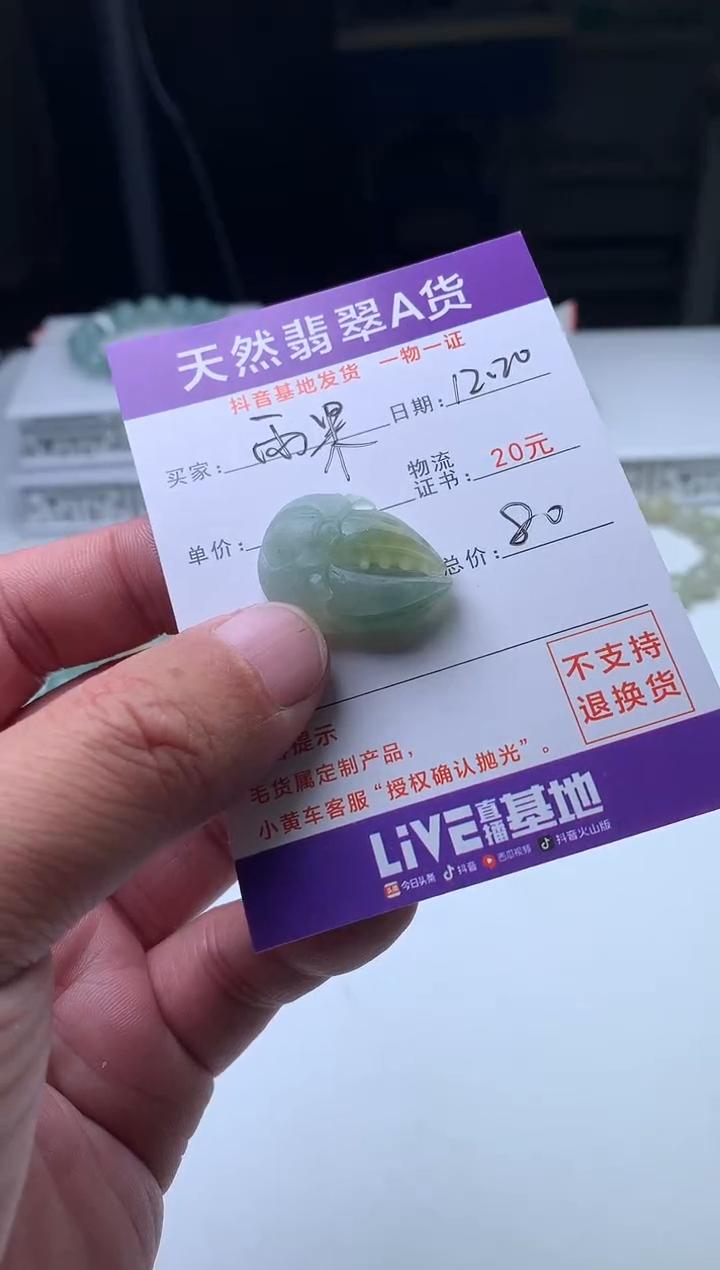 天然翡翠A货
抖音基地发货 一物一证
买家: 雨果 日期: 12.20
物流
证书: 20元
单价: 总价: 80
不支持
退换货
提示
毛货属定制产品,
小黄车客服“授权确认抛光”。
LiVE直播基地
头条 今日头条 抖音 西瓜视频 抖音火山版